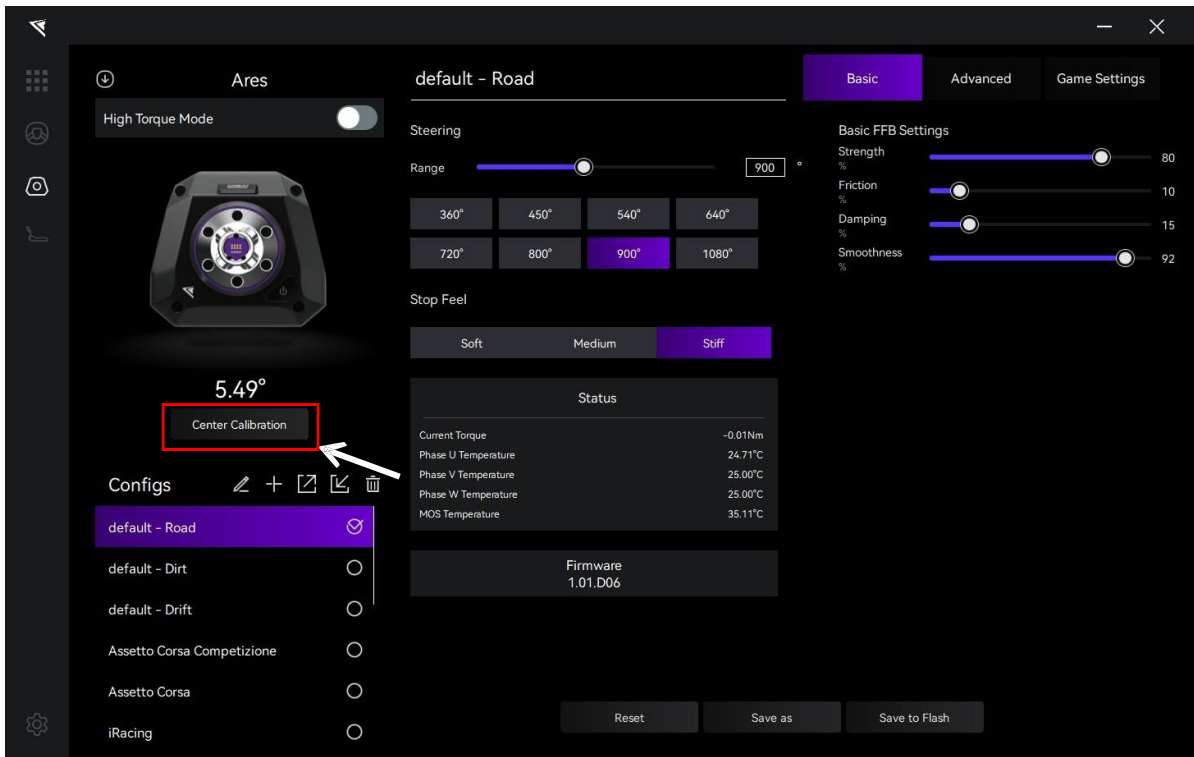 Ares
High Torque Mode
5.49°
Center Calibration
Configs
default - Road
default - Dirt
default - Drift
Assetto Corsa Competizione
Assetto Corsa
iRacing
default - Road
Steering
Range 900 °
360° 450° 540° 640°
720° 800° 900° 1080°
Stop Feel
Soft Medium Stiff
Status
Current Torque -0.01Nm
Phase U Temperature 24.71°C
Phase V Temperature 25.00°C
Phase W Temperature 25.00°C
MOS Temperature 35.11°C
Firmware
1.01.D06
Basic Advanced Game Settings
Basic FFB Settings
Strength 80
%
Friction 10
%
Damping 15
%
Smoothness 92
%
Reset Save as Save to Flash